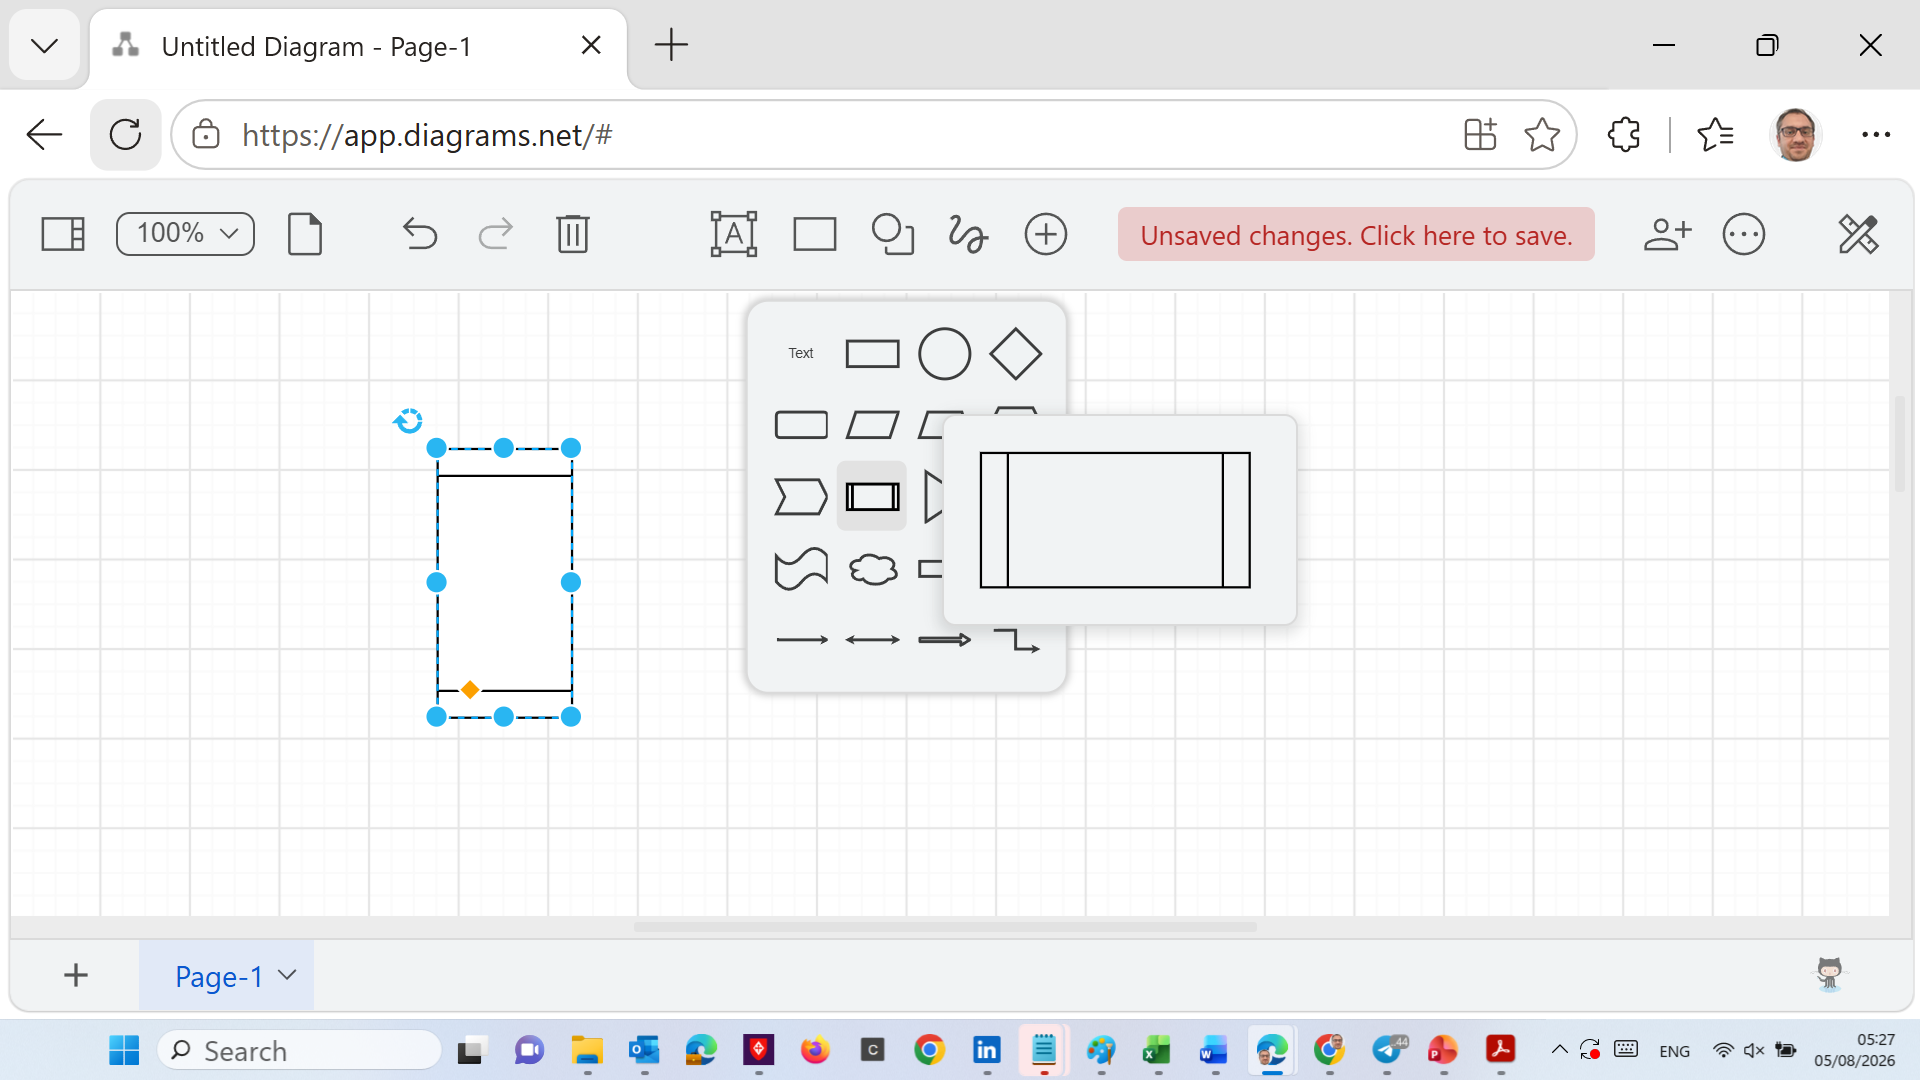 Untitled Diagram - Page-1
https://app.diagrams.net/#
100%
A
Unsaved changes. Click here to save.
Text
Page-1
Search
C
44
ENG
05:27
05/08/2026